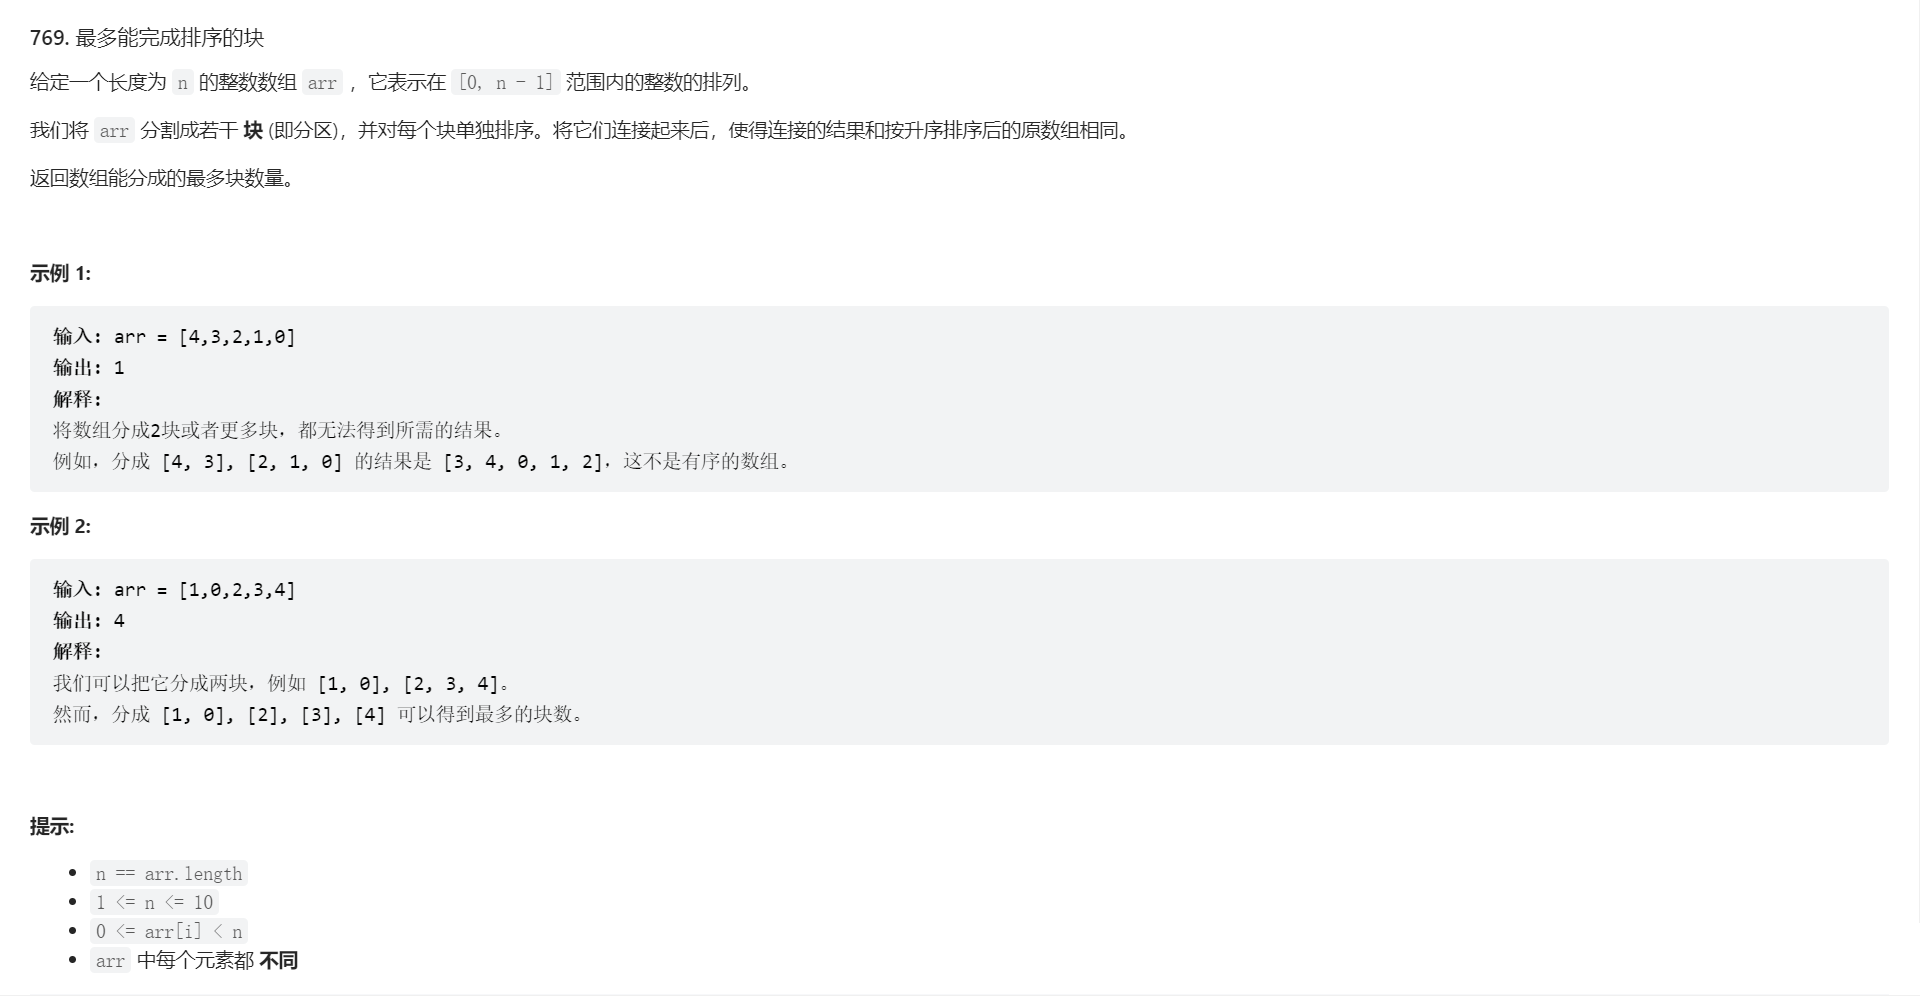 769. 最多能完成排序的块
给定一个长度为 n 的整数数组 arr ，它表示在 [0, n - 1] 范围内的整数的排列。
我们将 arr 分割成若干 块 (即分区)，并对每个块单独排序。将它们连接起来后，使得连接的结果和按升序排序后的原数组相同。
返回数组能分成的最多块数量。
示例 1:
输入: arr = [4,3,2,1,0]
输出: 1
解释:
将数组分成2块或者更多块，都无法得到所需的结果。
例如，分成 [4, 3], [2, 1, 0] 的结果是 [3, 4, 0, 1, 2]，这不是有序的数组。
示例 2:
输入: arr = [1,0,2,3,4]
输出: 4
解释:
我们可以把它分成两块，例如 [1, 0], [2, 3, 4]。
然而，分成 [1, 0], [2], [3], [4] 可以得到最多的块数。
提示:
• n == arr.length
• 1 <= n <= 10
• 0 <= arr[i] < n
• arr 中每个元素都 不同